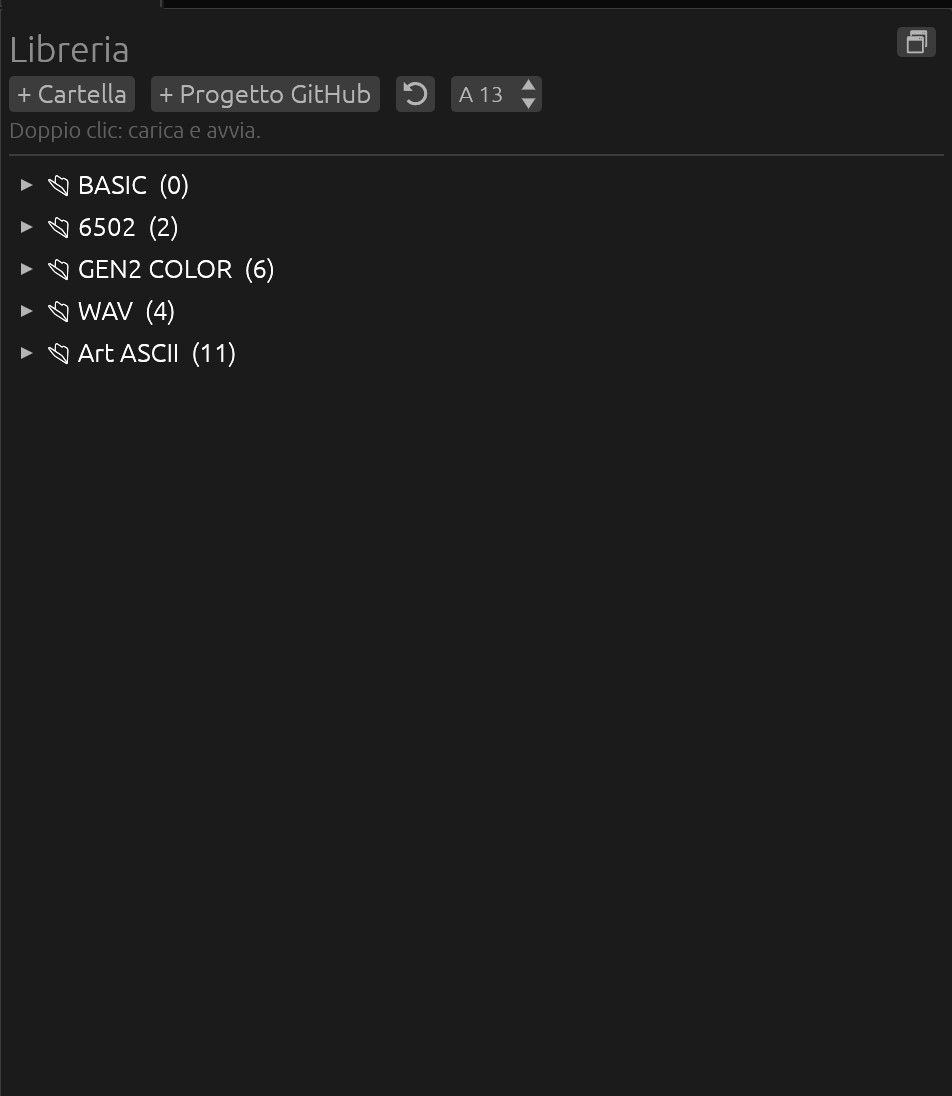 Libreria
+ Cartella + Progetto GitHub A 13
Doppio clic: carica e avvia.
BASIC (0)
6502 (2)
GEN2 COLOR (6)
WAV (4)
Art ASCII (11)